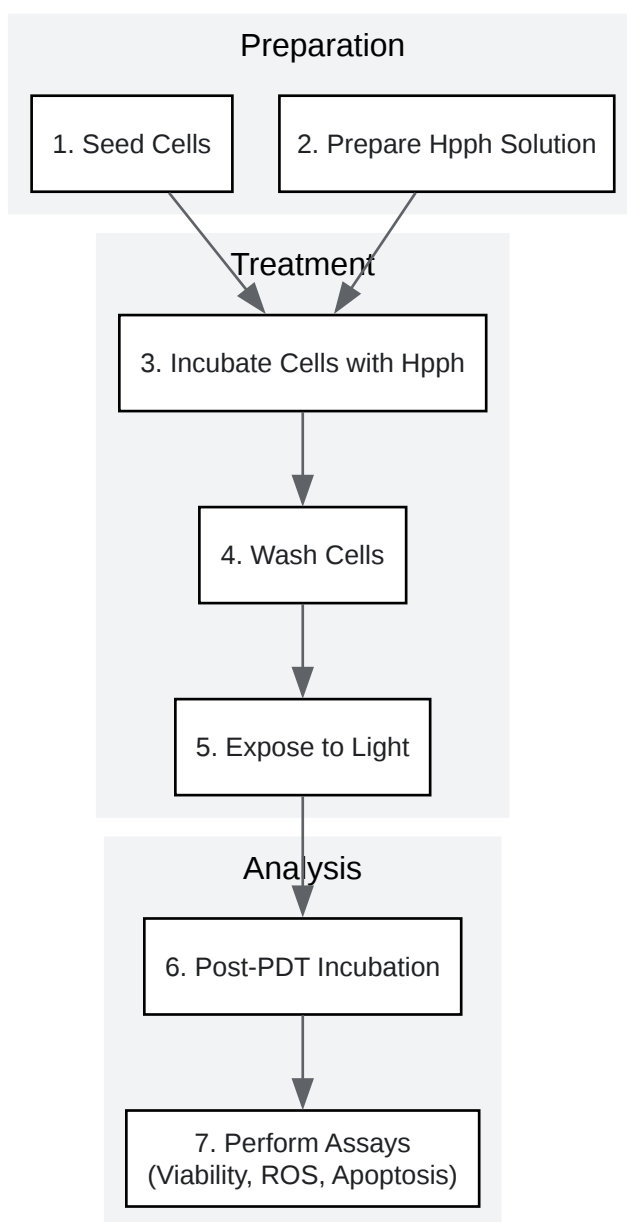 Preparation
1. Seed Cells
2. Prepare Hpph Solution
Treatment
3. Incubate Cells with Hpph
4. Wash Cells
5. Expose to Light
Analysis
6. Post-PDT Incubation
7. Perform Assays
(Viability, ROS, Apoptosis)